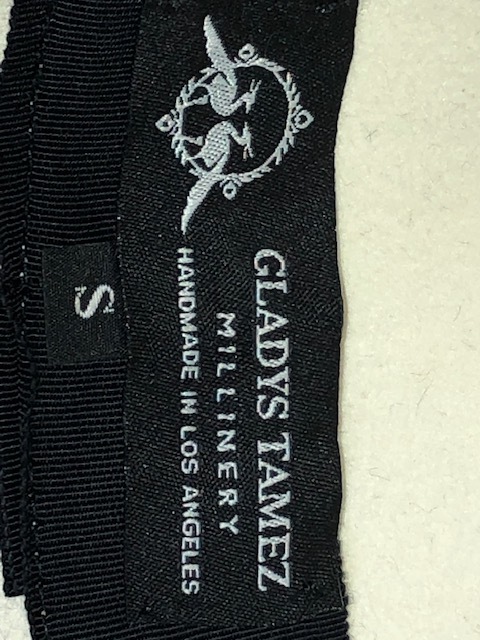 GLADYS TAMEZ
MILLINERY
HANDMADE IN LOS ANGELES
S